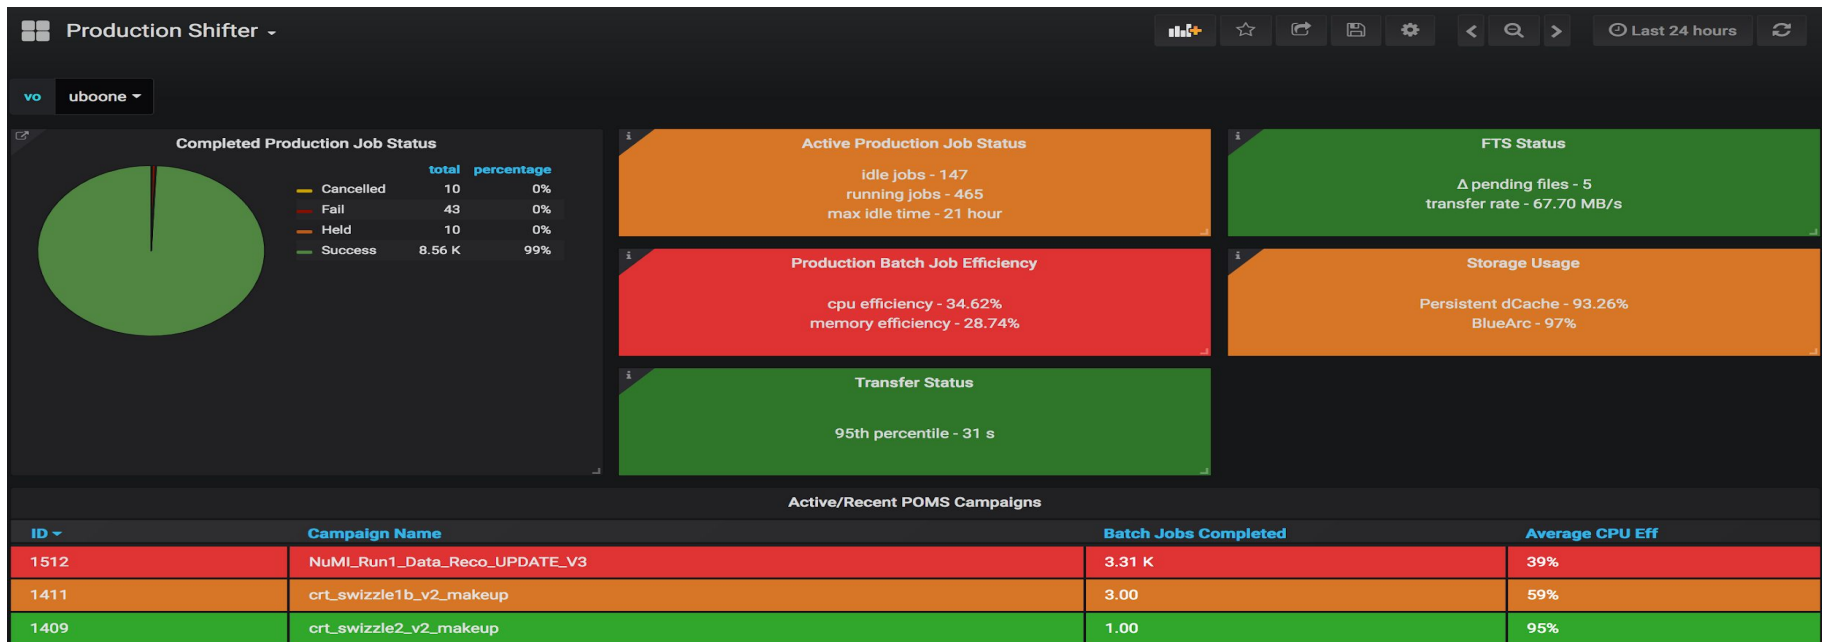 Production Shifter
Last 24 hours
vo uboone
Completed Production Job Status
total percentage
Cancelled 10 0%
Fail 43 0%
Held 10 0%
Success 8.56 K 99%
Active Production Job Status
idle jobs - 147
running jobs - 465
max idle time - 21 hour
FTS Status
Δ pending files - 5
transfer rate - 67.70 MB/s
Production Batch Job Efficiency
cpu efficiency - 34.62%
memory efficiency - 28.74%
Storage Usage
Persistent dCache - 93.26%
BlueArc - 97%
Transfer Status
95th percentile - 31 s
Active/Recent POMS Campaigns
ID Campaign Name Batch Jobs Completed Average CPU Eff
1512 NuMI_Run1_Data_Reco_UPDATE_V3 3.31 K 39%
1411 crt_swizzle1b_v2_makeup 3.00 59%
1409 crt_swizzle2_v2_makeup 1.00 95%